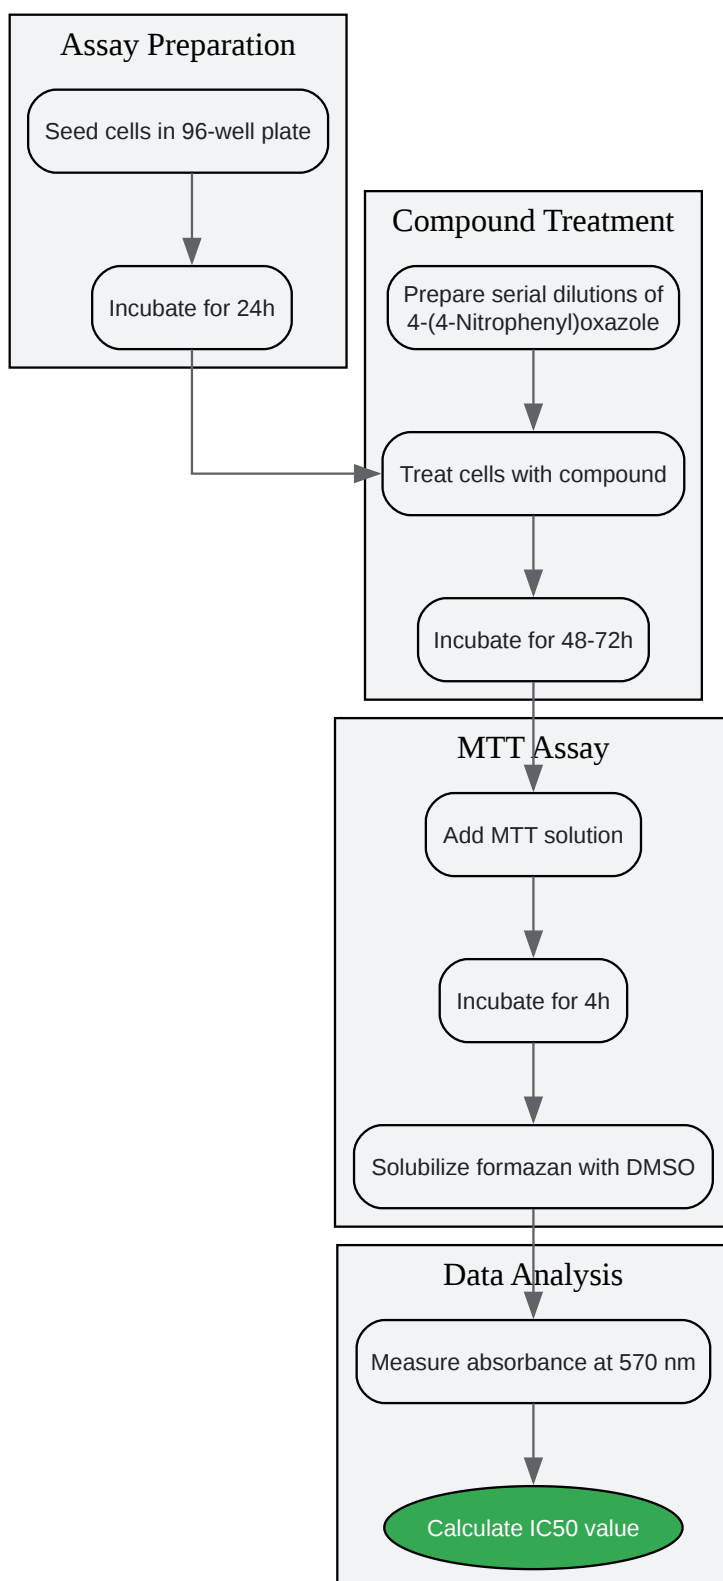 Assay Preparation
Seed cells in 96-well plate
Incubate for 24h
Compound Treatment
Prepare serial dilutions of
4-(4-Nitrophenyl)oxazole
Treat cells with compound
Incubate for 48-72h
MTT Assay
Add MTT solution
Incubate for 4h
Solubilize formazan with DMSO
Data Analysis
Measure absorbance at 570 nm
Calculate IC50 value